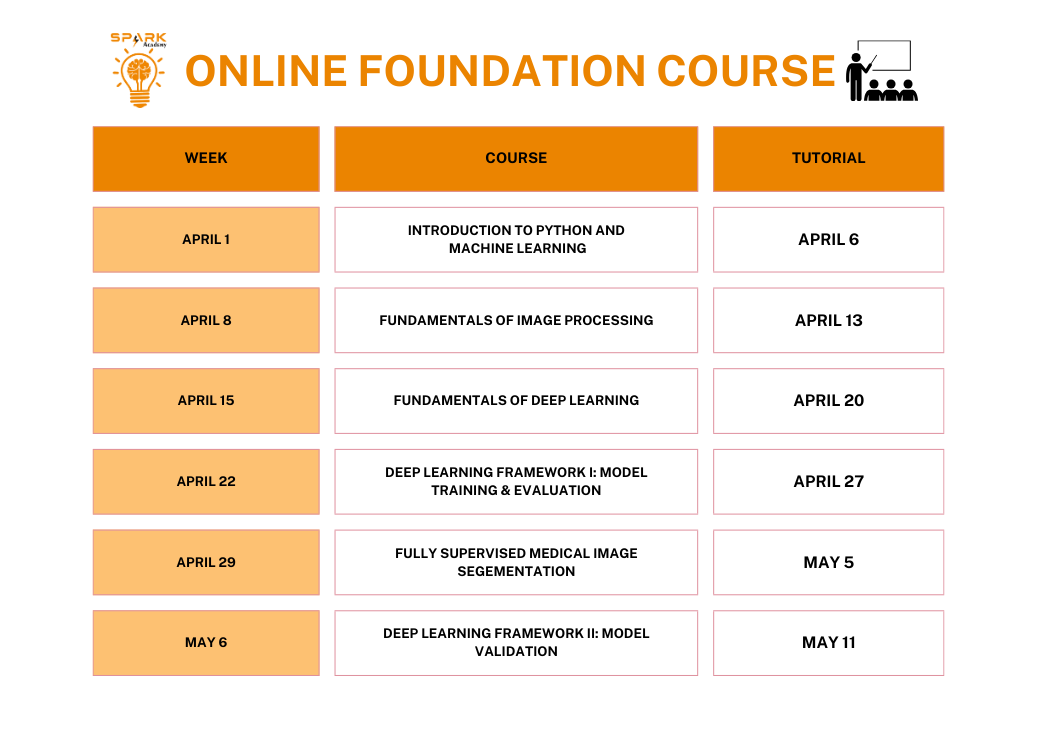 SPARK
Academy
ONLINE FOUNDATION COURSE
WEEK
COURSE
TUTORIAL
APRIL 1
INTRODUCTION TO PYTHON AND
MACHINE LEARNING
APRIL 6
APRIL 8
FUNDAMENTALS OF IMAGE PROCESSING
APRIL 13
APRIL 15
FUNDAMENTALS OF DEEP LEARNING
APRIL 20
APRIL 22
DEEP LEARNING FRAMEWORK I: MODEL
TRAINING & EVALUATION
APRIL 27
APRIL 29
FULLY SUPERVISED MEDICAL IMAGE
SEGEMENTATION
MAY 5
MAY 6
DEEP LEARNING FRAMEWORK II: MODEL
VALIDATION
MAY 11